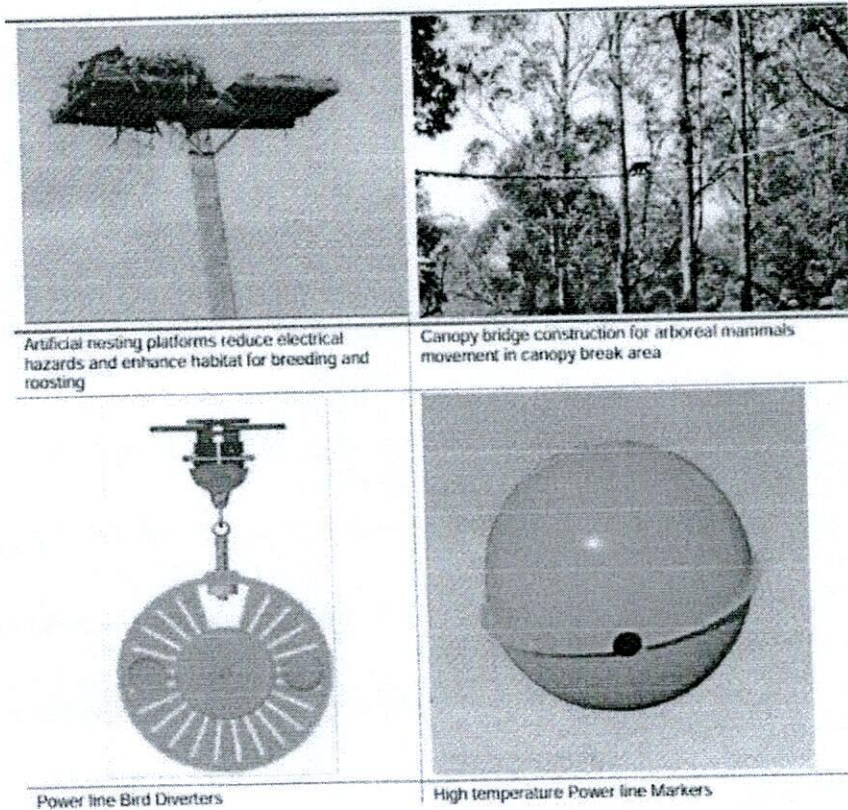 Artificial nesting platforms reduce electrical
hazards and enhance habitat for breeding and
roosting
Canopy bridge construction for arboreal mammals
movement in canopy break area
Power line Bird Diverters
High temperature Power line Markers